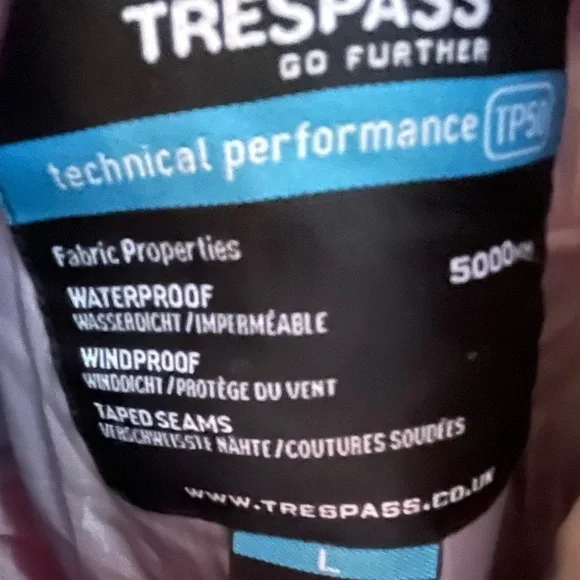 TRESPASS
GO FURTHER
technical performance TP50
Fabric Properties
5000mm
WATERPROOF
WASSERDICHT/IMPERMÉABLE
WINDPROOF
WINDDICHT/PROTÈGE DU VENT
TAPED SEAMS
VERSCHWEISSTE NÄHTE/COUTURES SOUDÉES
WWW.TRESPASS.CO.UK
L